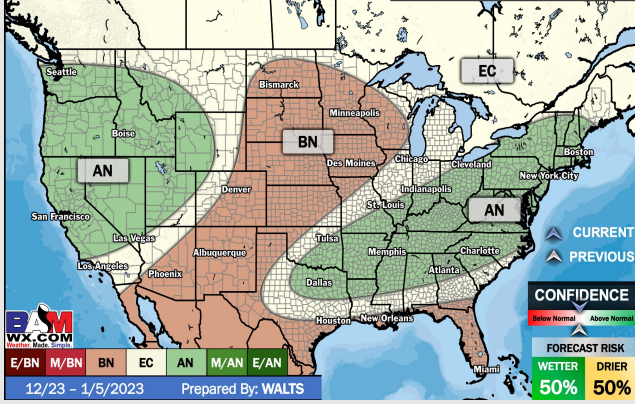 Seattle
Bismarck
EC
Minneapolis
Boise
BN
Boston
Des Moines
Chicago
Cleveland
AN
New York City
Denver
Indianapolis
St. Louis
AN
San Francisco
CURRENT
Las Vegas
Tulsa
Albuquerque
Memphis
Charlotte
PREVIOUS
Los Angeles
Phoenix
Atlanta
Dallas
CONFIDENCE
Houston
New Orleans
Below Normal
Above Normal
BAM
WX.COM
Weather. Made. Simple.
FORECAST RISK
E/BN M/BN BN EC AN M/AN E/AN
Miami
WETTER DRIER
50% 50%
12/23 – 1/5/2023 Prepared By: WALTS